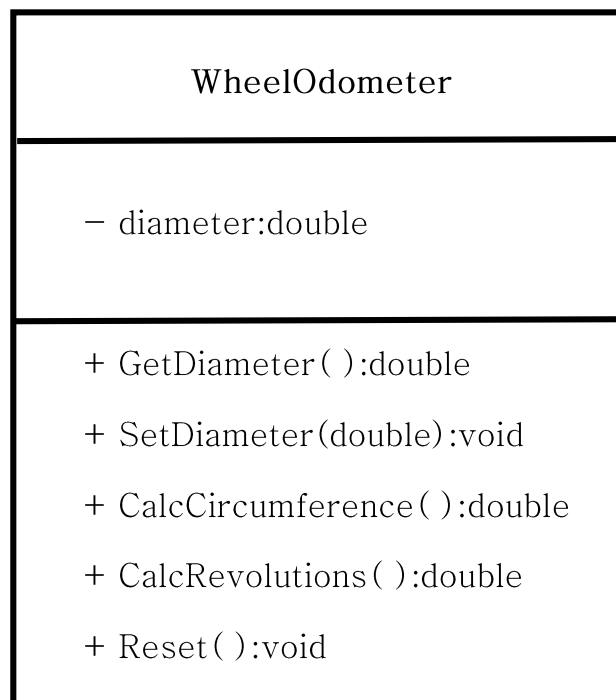 WheelOdometer
− diameter:double
+ GetDiameter( ):double
+ SetDiameter(double):void
+ CalcCircumference( ):double
+ CalcRevolutions( ):double
+ Reset( ):void